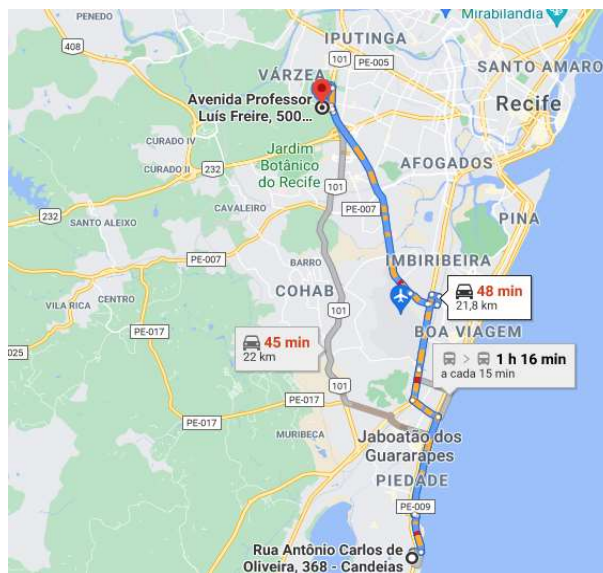 PENEDO
Mirabilandia
408
IPUTINGA
101
PE-005
SANTO AMARO
VÁRZEA
Avenida Professor
Luís Freire, 500...
Recife
CURADO IV
232
CURADO II
Jardim
Botânico
do Recife
AFOGADOS
101
232
SANTO ALEIXO
CAVALEIRO
PE-007
PINA
PE-007
BARRO
IMBIRIBEIRA
COHAB
48 min
21,8 km
VILA RICA
CENTRO
101
BOA VIAGEM
025
PE-017
45 min
22 km
1 h 16 min
a cada 15 min
101
PE-017
PE-017
MURIBECA
Jaboatão dos
Guararapes
PIEDADE
PE-009
Rua Antônio Carlos de
Oliveira, 368 - Candeias